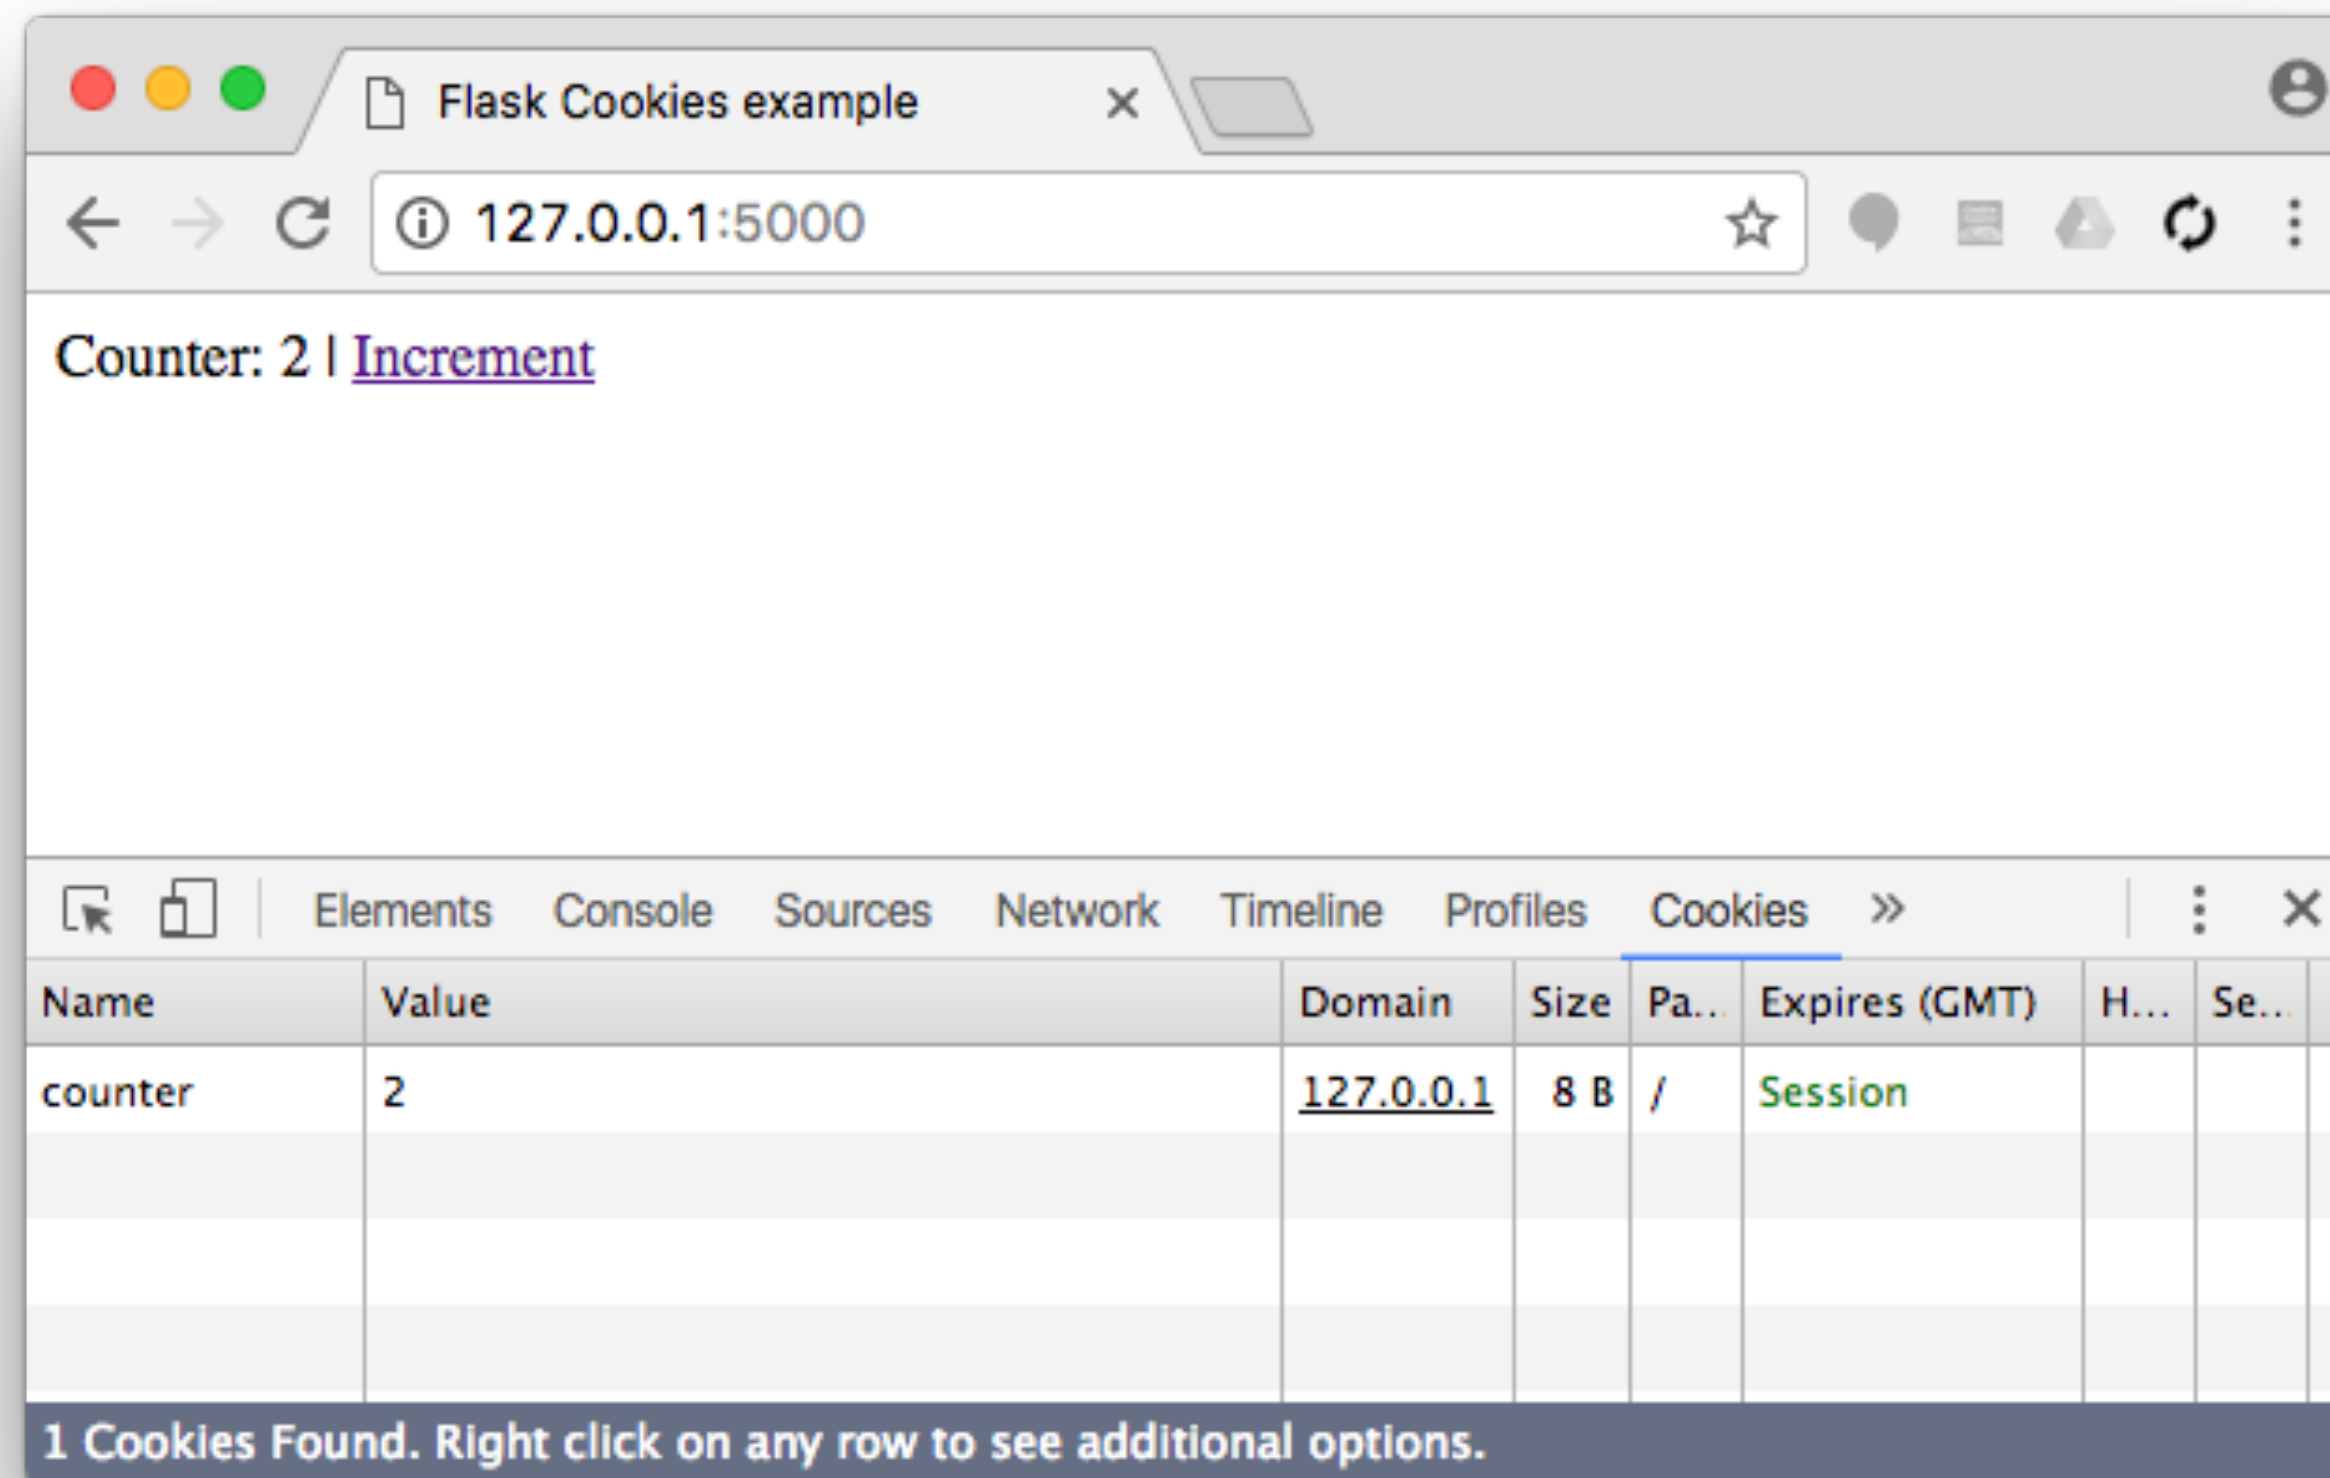 Flask Cookies example
127.0.0.1:5000
Counter: 2 | Increment
Elements Console Sources Network Timeline Profiles Cookies »
Name Value Domain Size Pa... Expires (GMT) H... Se...
counter 2 127.0.0.1 8 B / Session
1 Cookies Found. Right click on any row to see additional options.